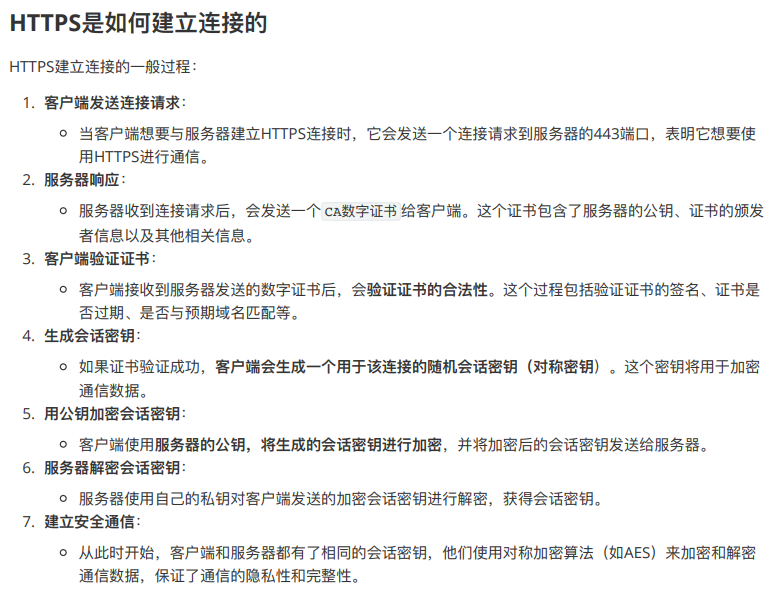 HTTPS是如何建立连接的
HTTPS建立连接的一般过程：
1. 客户端发送连接请求：
当客户端想要与服务器建立HTTPS连接时，它会发送一个连接请求到服务器的443端口，表明它想要使
用HTTPS进行通信。
2. 服务器响应：
服务器收到连接请求后，会发送一个CA数字证书给客户端。这个证书包含了服务器的公钥、证书的颁发
者信息以及其他相关信息。
3. 客户端验证证书：
客户端接收到服务器发送的数字证书后，会验证证书的合法性。这个过程包括验证证书的签名、证书是
否过期、是否与预期域名匹配等。
4. 生成会话密钥：
如果证书验证成功，客户端会生成一个用于该连接的随机会话密钥（对称密钥）。这个密钥将用于加密
通信数据。
5. 用公钥加密会话密钥：
客户端使用服务器的公钥，将生成的会话密钥进行加密，并将加密后的会话密钥发送给服务器。
6. 服务器解密会话密钥：
服务器使用自己的私钥对客户端发送的加密会话密钥进行解密，获得会话密钥。
7. 建立安全通信：
从此时开始，客户端和服务器都有了相同的会话密钥，他们使用对称加密算法（如AES）来加密和解密
通信数据，保证了通信的隐私性和完整性。